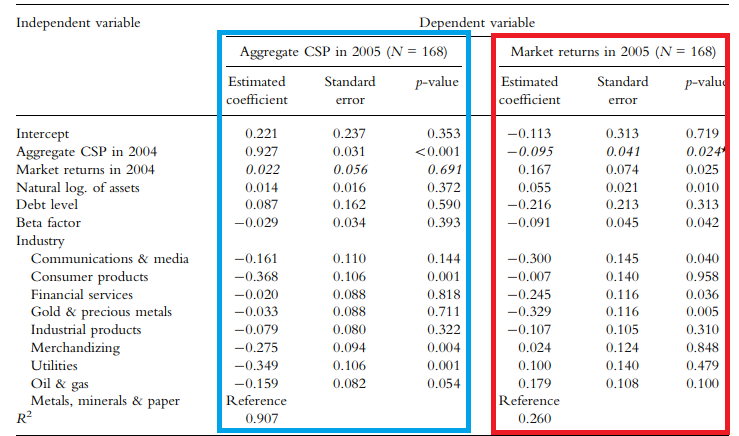 Independent variable Dependent variable
Aggregate CSP in 2005 (N = 168) Market returns in 2005 (N = 168)
Estimated coefficient Standard error p-value Estimated coefficient Standard error p-value
Intercept 0.221 0.237 0.353 −0.113 0.313 0.719
Aggregate CSP in 2004 0.927 0.031 <0.001 −0.095 0.041 0.024*
Market returns in 2004 0.022 0.056 0.691 0.167 0.074 0.025
Natural log. of assets 0.014 0.016 0.372 0.055 0.021 0.010
Debt level 0.087 0.162 0.590 −0.216 0.213 0.313
Beta factor −0.029 0.034 0.393 −0.091 0.045 0.042
Industry
Communications & media −0.161 0.110 0.144 −0.300 0.145 0.040
Consumer products −0.368 0.106 0.001 −0.007 0.140 0.958
Financial services −0.020 0.088 0.818 −0.245 0.116 0.036
Gold & precious metals −0.033 0.088 0.711 −0.329 0.116 0.005
Industrial products −0.079 0.080 0.322 −0.107 0.105 0.310
Merchandizing −0.275 0.094 0.004 0.024 0.124 0.848
Utilities −0.349 0.106 0.001 0.100 0.140 0.479
Oil & gas −0.159 0.082 0.054 0.179 0.108 0.100
Metals, minerals & paper Reference Reference
R² 0.907 0.260